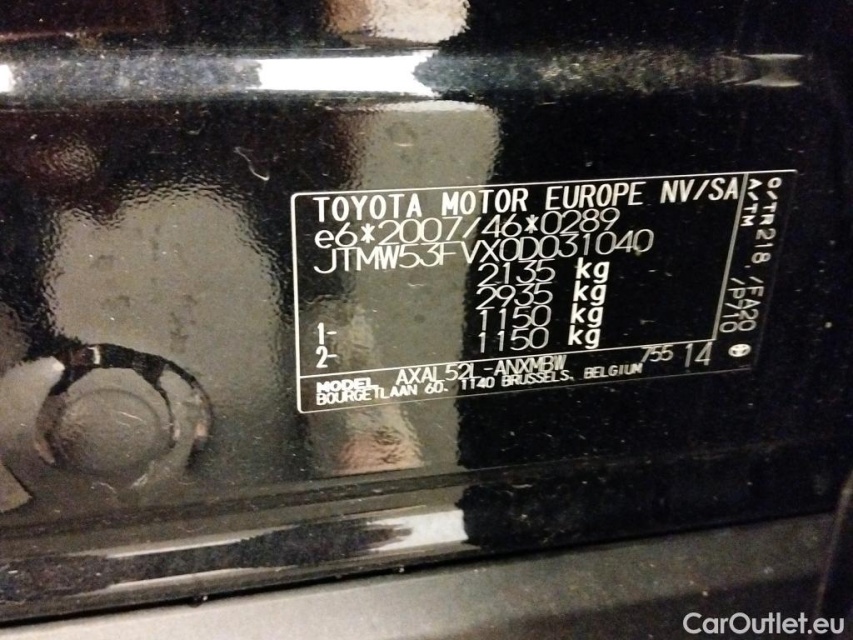 TOYOTA MOTOR EUROPE NV/SA
e6*2007/46*0289
JTMW53FVX0D031040
2135 kg
2935 kg
1- 1150 kg
2- 1150 kg
MODEL AXAL52L-ANXMBW 755 14
BOURGETLAAN 60, 1140 BRUSSELS, BELGIUM
C/TR218 /FA20
A/TM /P710
CarOutlet.eu